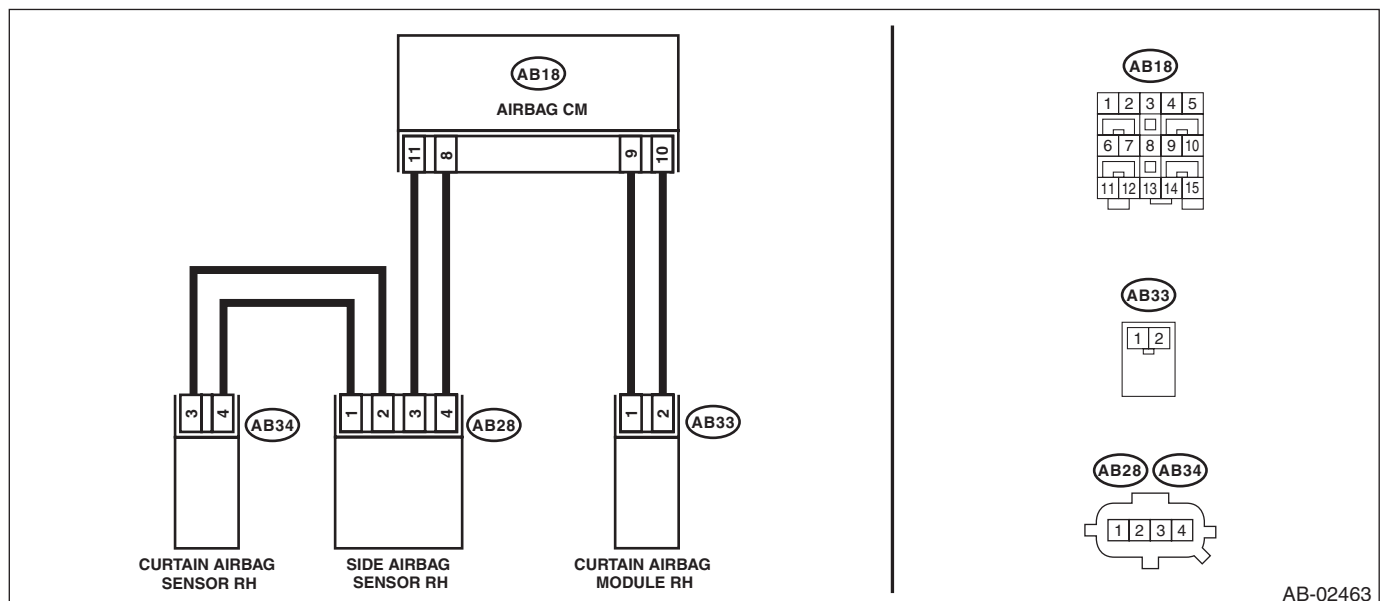 AB18
AIRBAG CM
11 8 9 10
3 4
AB34
1 2 3 4
AB28
1 2
AB33
CURTAIN AIRBAG
SENSOR RH
SIDE AIRBAG
SENSOR RH
CURTAIN AIRBAG
MODULE RH
AB18
1 2 3 4 5
6 7 8 9 10
11 12 13 14 15
AB33
1 2
AB28 AB34
1 2 3 4
AB-02463